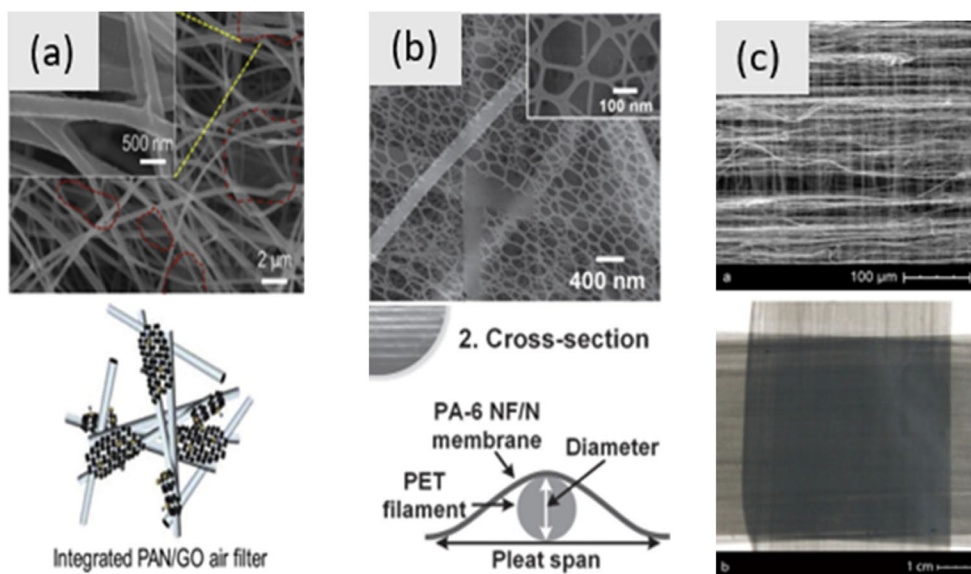 (a)
500 nm
2 µm
Integrated PAN/GO air filter
(b)
100 nm
400 nm
2. Cross-section
PA-6 NF/N
membrane
Diameter
PET
filament
Pleat span
(c)
a
100 µm
b
1 cm